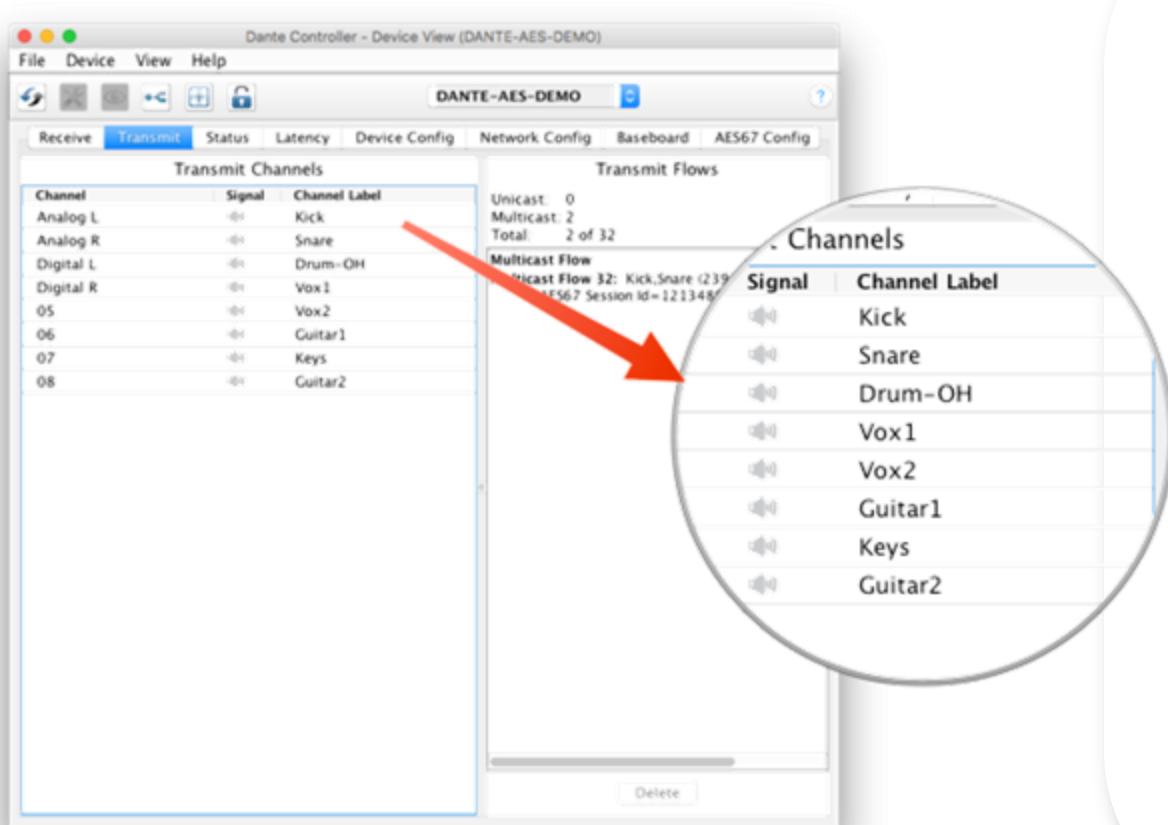 Dante Controller - Device View (DANTE-AES-DEMO)
File Device View Help
DANTE-AES-DEMO
?
Receive Transmit Status Latency Device Config Network Config Baseboard AES67 Config
Transmit Channels
Channel Signal Channel Label
Analog L Kick
Analog R Snare
Digital L Drum-OH
Digital R Vox1
05 Vox2
06 Guitar1
07 Keys
08 Guitar2
Transmit Flows
Unicast: 0
Multicast: 2
Total: 2 of 32
Multicast Flow
Flow 32: Kick,Snare (239
AES67 Session Id=121348
Delete
Channels
Signal Channel Label
Kick
Snare
Drum-OH
Vox1
Vox2
Guitar1
Keys
Guitar2